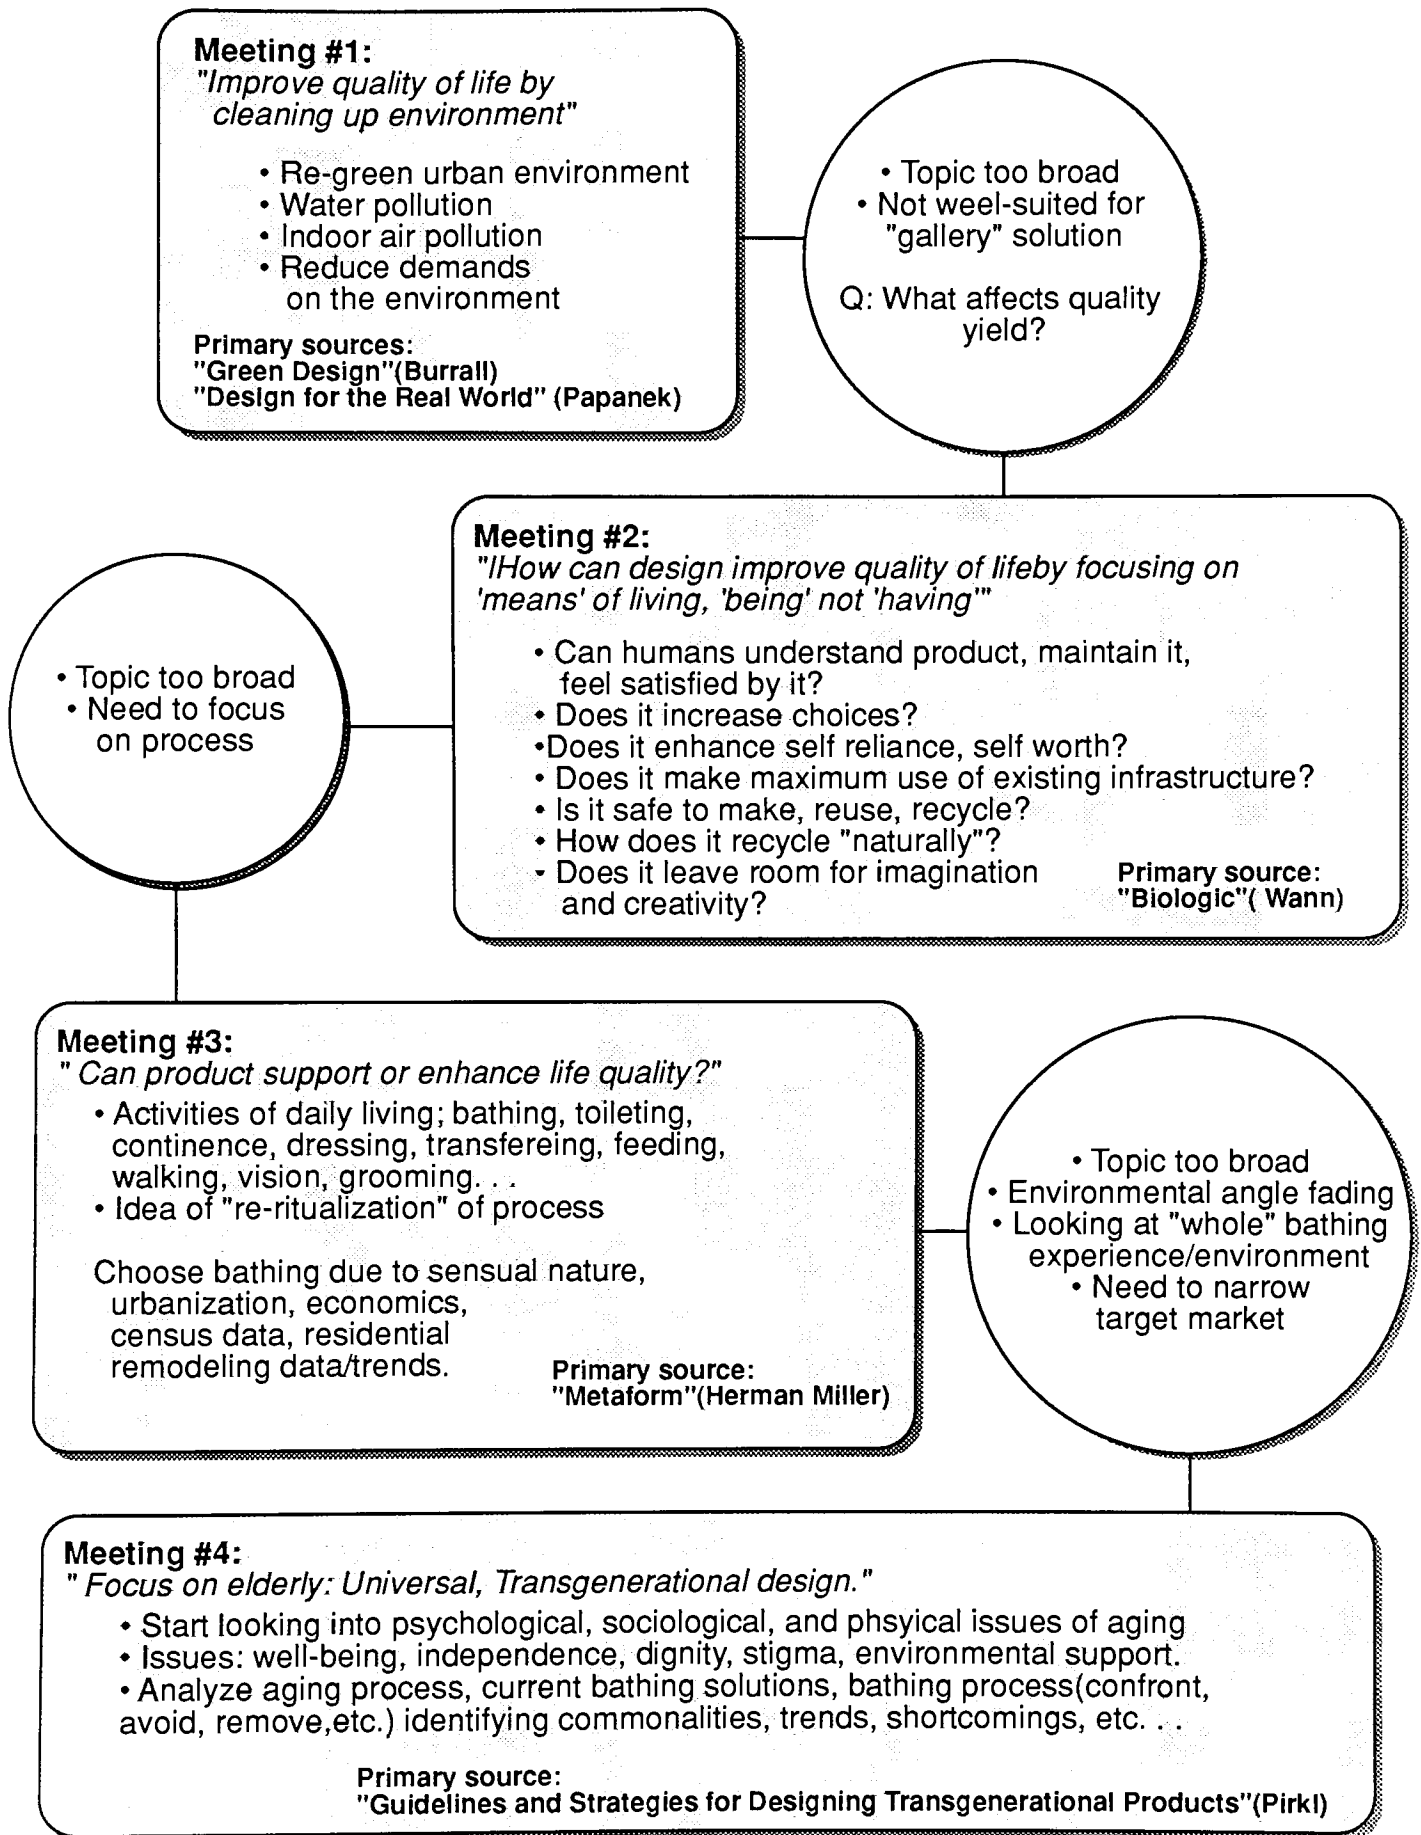 Meeting #1:
"Improve quality of life by
cleaning up environment"
• Re-green urban environment
• Water pollution
• Indoor air pollution
• Reduce demands
on the environment
Primary sources:
"Green Design"(Burrall)
"Design for the Real World" (Papanek)
• Topic too broad
• Not weel-suited for
"gallery" solution
Q: What affects quality
yield?
Meeting #2:
"IHow can design improve quality of lifeby focusing on
'means' of living, 'being' not 'having'"
• Can humans understand product, maintain it,
feel satisfied by it?
• Does it increase choices?
•Does it enhance self reliance, self worth?
• Does it make maximum use of existing infrastructure?
• Is it safe to make, reuse, recycle?
• How does it recycle "naturally"?
• Does it leave room for imagination
and creativity?
Primary source:
"Biologic"( Wann)
• Topic too broad
• Need to focus
on process
Meeting #3:
" Can product support or enhance life quality?"
• Activities of daily living; bathing, toileting,
continence, dressing, transfereing, feeding,
walking, vision, grooming. . .
• Idea of "re-ritualization" of process
Choose bathing due to sensual nature,
urbanization, economics,
census data, residential
remodeling data/trends.
Primary source:
"Metaform"(Herman Miller)
• Topic too broad
• Environmental angle fading
• Looking at "whole" bathing
experience/environment
• Need to narrow
target market
Meeting #4:
" Focus on elderly: Universal, Transgenerational design."
• Start looking into psychological, sociological, and phsyical issues of aging
• Issues: well-being, independence, dignity, stigma, environmental support.
• Analyze aging process, current bathing solutions, bathing process(confront,
avoid, remove,etc.) identifying commonalities, trends, shortcomings, etc. . .
Primary source:
"Guidelines and Strategies for Designing Transgenerational Products"(Pirkl)